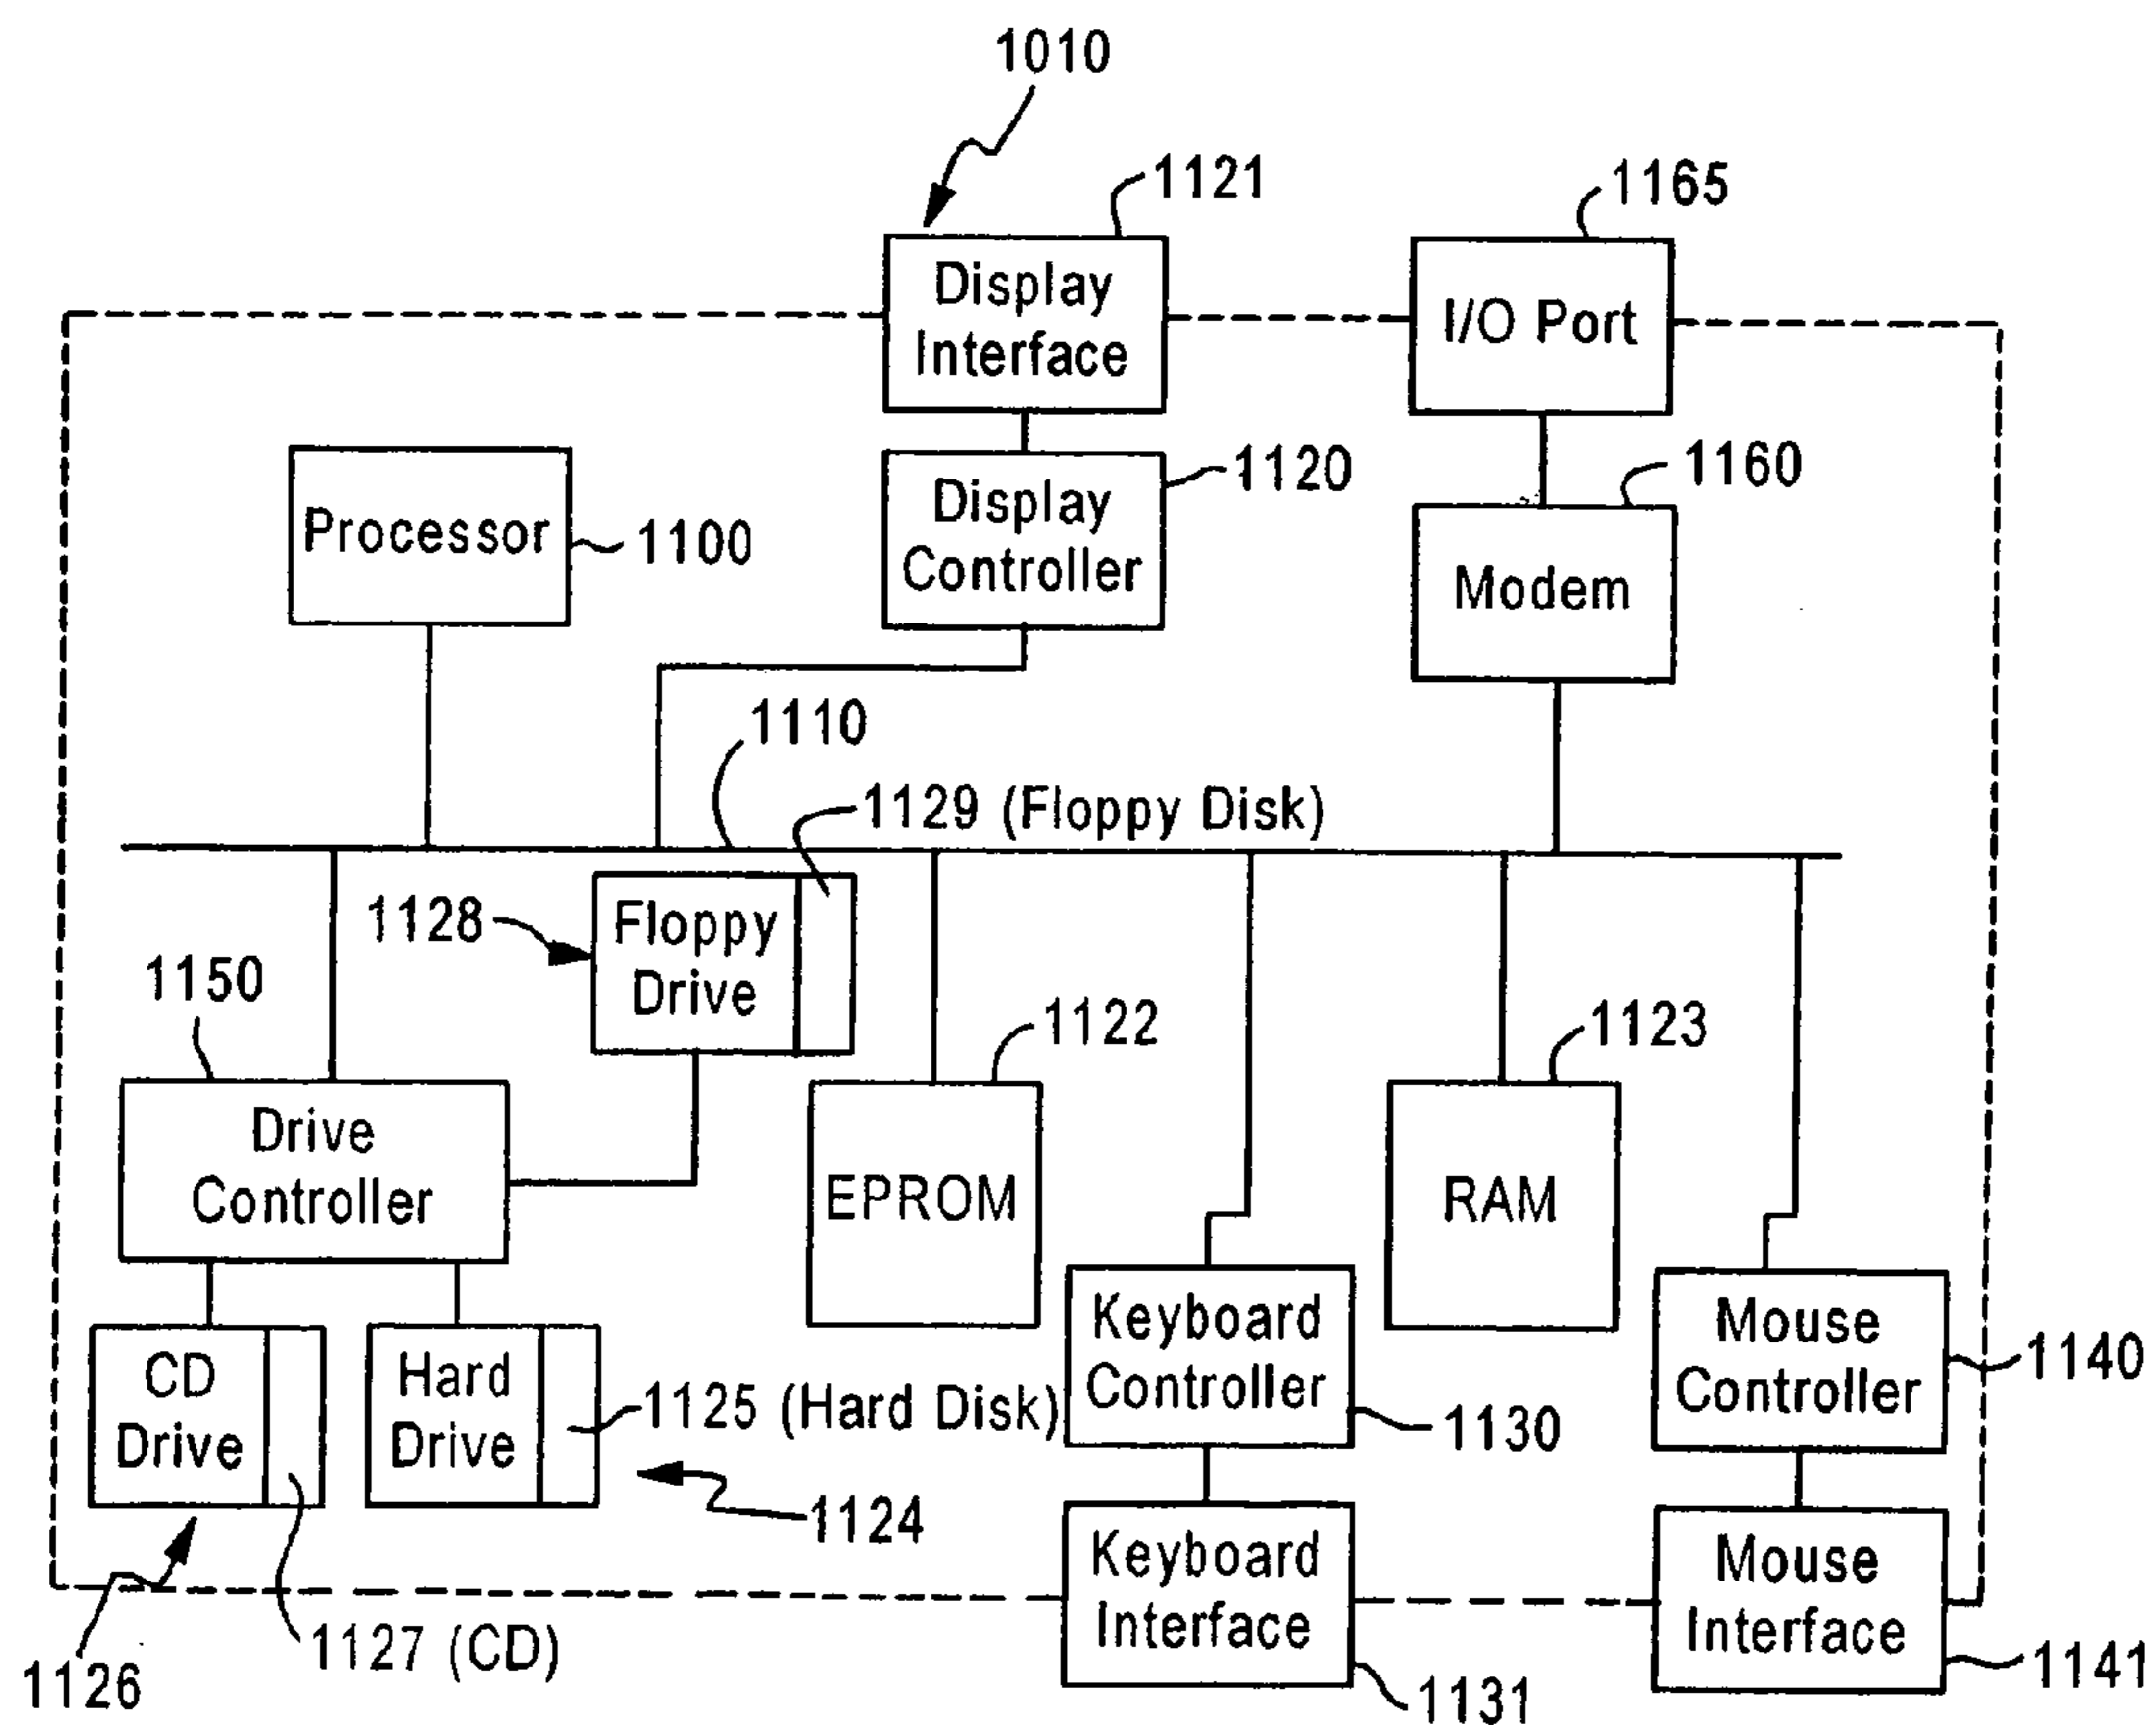 1010
1121
1165
Display
Interface
I/O Port
1120
1160
Processor
1100
Display
Controller
Modem
1110
1129 (Floppy Disk)
1128
Floppy
Drive
1150
1122
1123
Drive
Controller
EPROM
RAM
Keyboard
Controller
Mouse
Controller
1140
CD
Drive
Hard
Drive
1125 (Hard Disk)
1130
1124
Keyboard
Interface
Mouse
Interface
1127 (CD)
1126
1131
1141